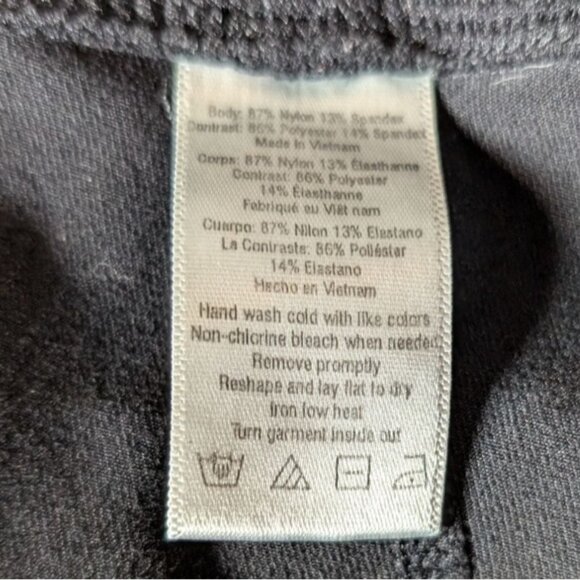 Body: 87% Nylon 13% Spandex
Contrast: 86% Polyester 14% Spandex
Made in Vietnam
Corps: 87% Nylon 13% Élasthanne
Contrast: 86% Polyester
14% Élasthanne
Fabriqué eu Viêt nam
Cuarpo: 87% Nilon 13% Elastano
La Contraste: 86% Poliéster
14% Elastano
Hecho en Vietnam
Hand wash cold with like colors
Non-chlorine bleach when needed
Remove promptly
Reshape and lay flat to dry
Iron low heat
Turn garment inside out